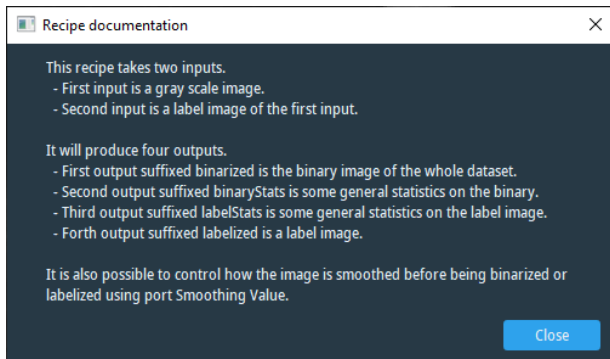 Recipe documentation
This recipe takes two inputs.
- First input is a gray scale image.
- Second input is a label image of the first input.
It will produce four outputs.
- First output suffixed binarized is the binary image of the whole dataset.
- Second output suffixed binaryStats is some general statistics on the binary.
- Third output suffixed labelStats is some general statistics on the label image.
- Forth output suffixed labelized is a label image.
It is also possible to control how the image is smoothed before being binarized or
labelized using port Smoothing Value.
Close